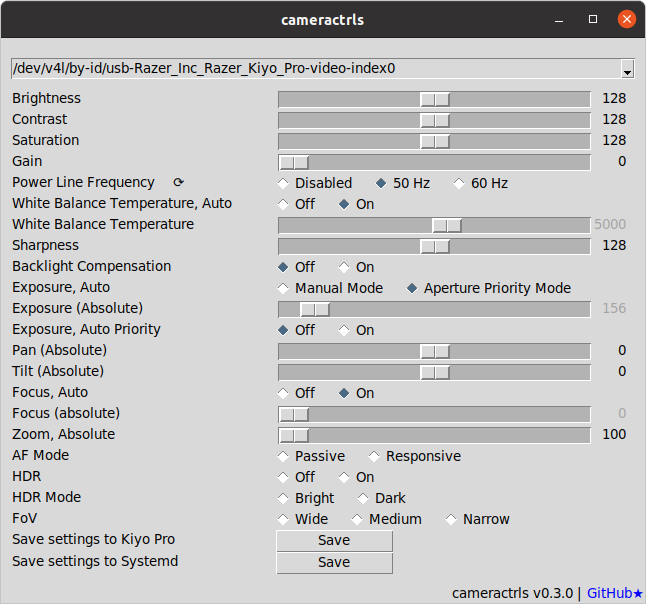 cameractrls
/dev/v4l/by-id/usb-Razer_Inc_Razer_Kiyo_Pro-video-index0
Brightness 128
Contrast 128
Saturation 128
Gain 0
Power Line Frequency ⟳ Disabled 50 Hz 60 Hz
White Balance Temperature, Auto Off On
White Balance Temperature 5000
Sharpness 128
Backlight Compensation Off On
Exposure, Auto Manual Mode Aperture Priority Mode
Exposure (Absolute) 156
Exposure, Auto Priority Off On
Pan (Absolute) 0
Tilt (Absolute) 0
Focus, Auto Off On
Focus (absolute) 0
Zoom, Absolute 100
AF Mode Passive Responsive
HDR Off On
HDR Mode Bright Dark
FoV Wide Medium Narrow
Save settings to Kiyo Pro Save
Save settings to Systemd Save
cameractrls v0.3.0 | GitHub★